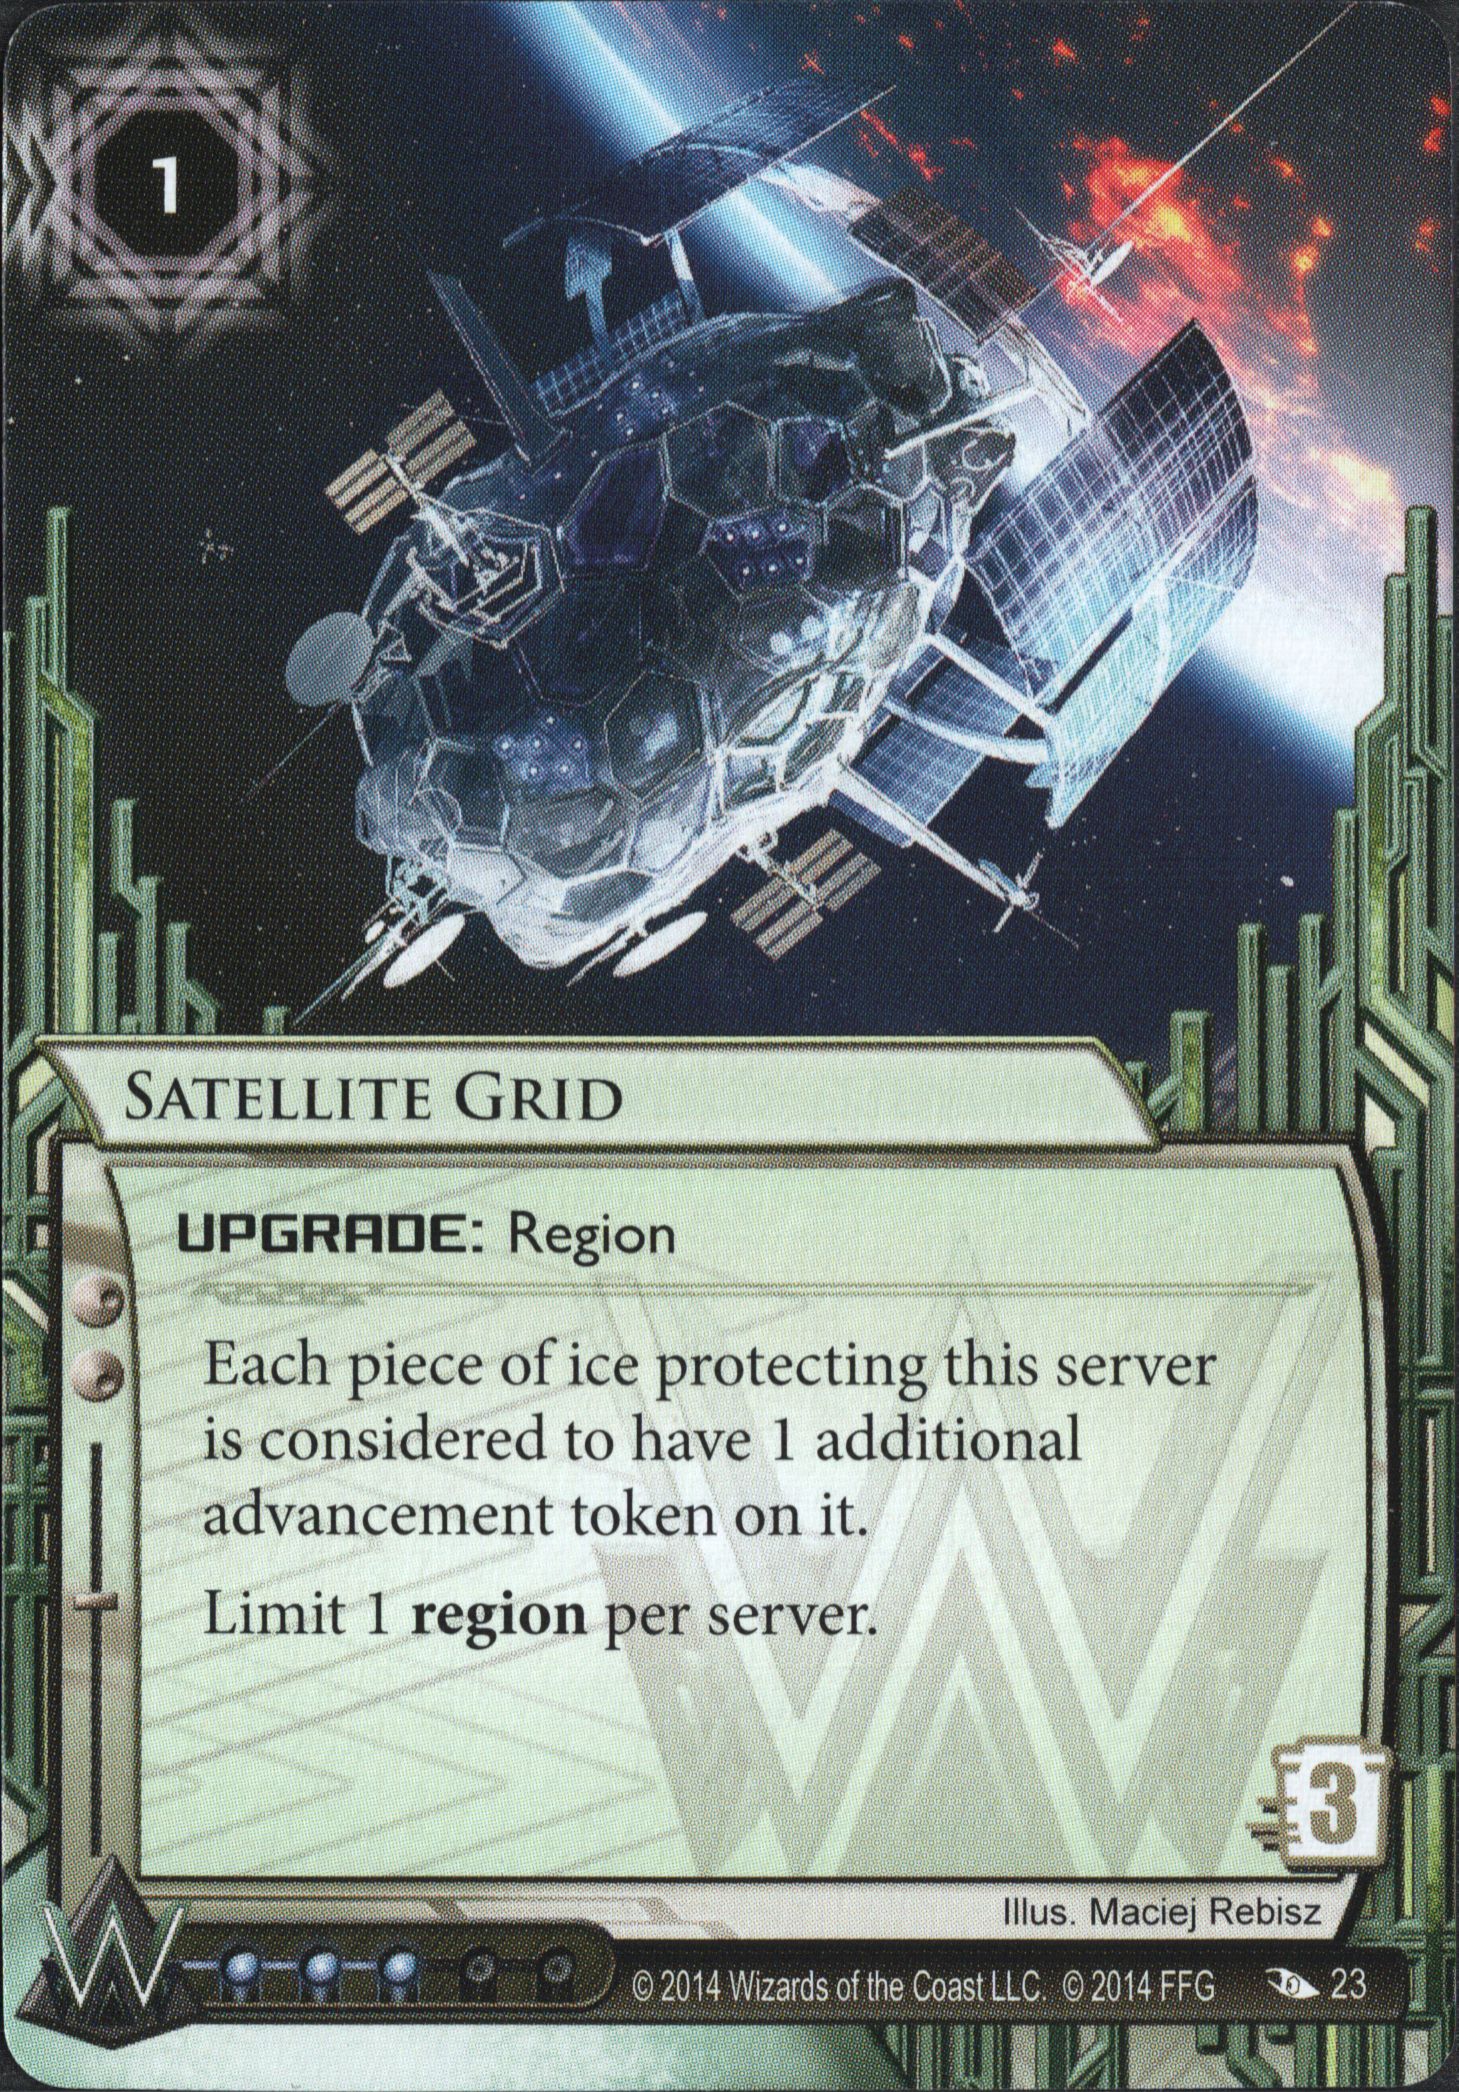 1
SATELLITE GRID
UPGRADE: Region
Each piece of ice protecting this server
is considered to have 1 additional
advancement token on it.
Limit 1 region per server.
3
Illus. Maciej Rebisz
W
© 2014 Wizards of the Coast LLC. © 2014 FFG 23